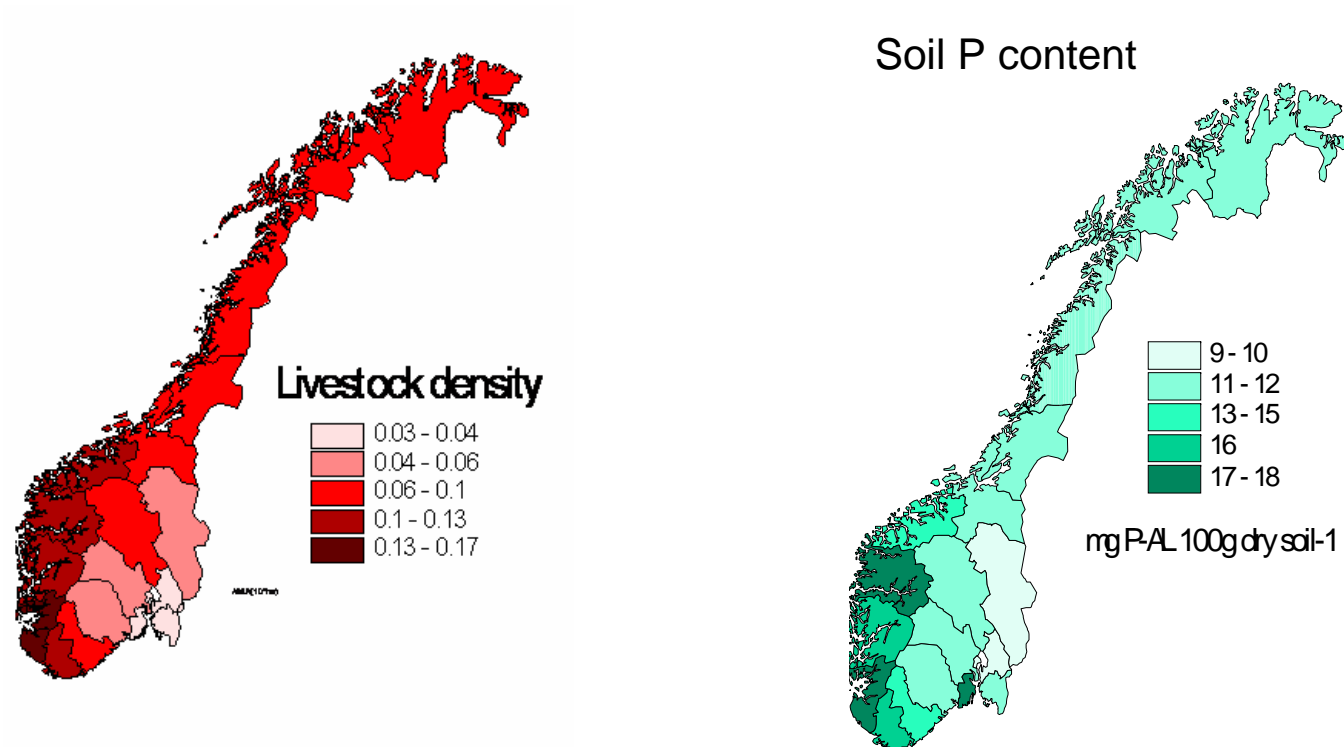 Soil P content
Livestock density
0.03 - 0.04
0.04 - 0.06
0.06 - 0.1
0.1 - 0.13
0.13 - 0.17
9 - 10
11 - 12
13 - 15
16
17 - 18
mg P-AL 100g dry soil-1